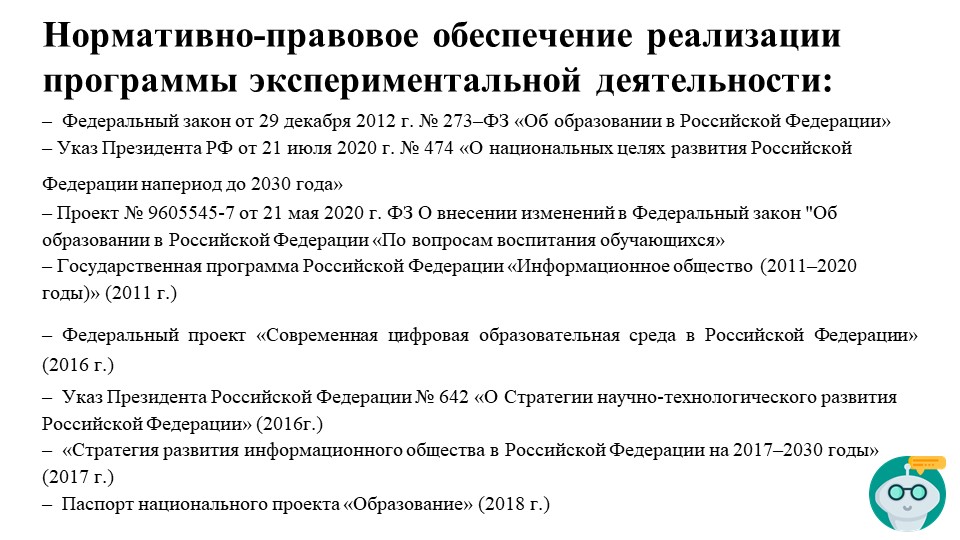 Нормативно-правовое обеспечение реализации
программы экспериментальной деятельности:
– Федеральный закон от 29 декабря 2012 г. № 273–ФЗ «Об образовании в Российской Федерации»
– Указ Президента РФ от 21 июля 2020 г. № 474 «О национальных целях развития Российской
Федерации напериод до 2030 года»
– Проект № 9605545-7 от 21 мая 2020 г. ФЗ О внесении изменений в Федеральный закон "Об
образовании в Российской Федерации «По вопросам воспитания обучающихся»
– Государственная программа Российской Федерации «Информационное общество (2011–2020
годы)» (2011 г.)
– Федеральный проект «Современная цифровая образовательная среда в Российской Федерации»
(2016 г.)
– Указ Президента Российской Федерации № 642 «О Стратегии научно-технологического развития
Российской Федерации» (2016г.)
– «Стратегия развития информационного общества в Российской Федерации на 2017–2030 годы»
(2017 г.)
– Паспорт национального проекта «Образование» (2018 г.)